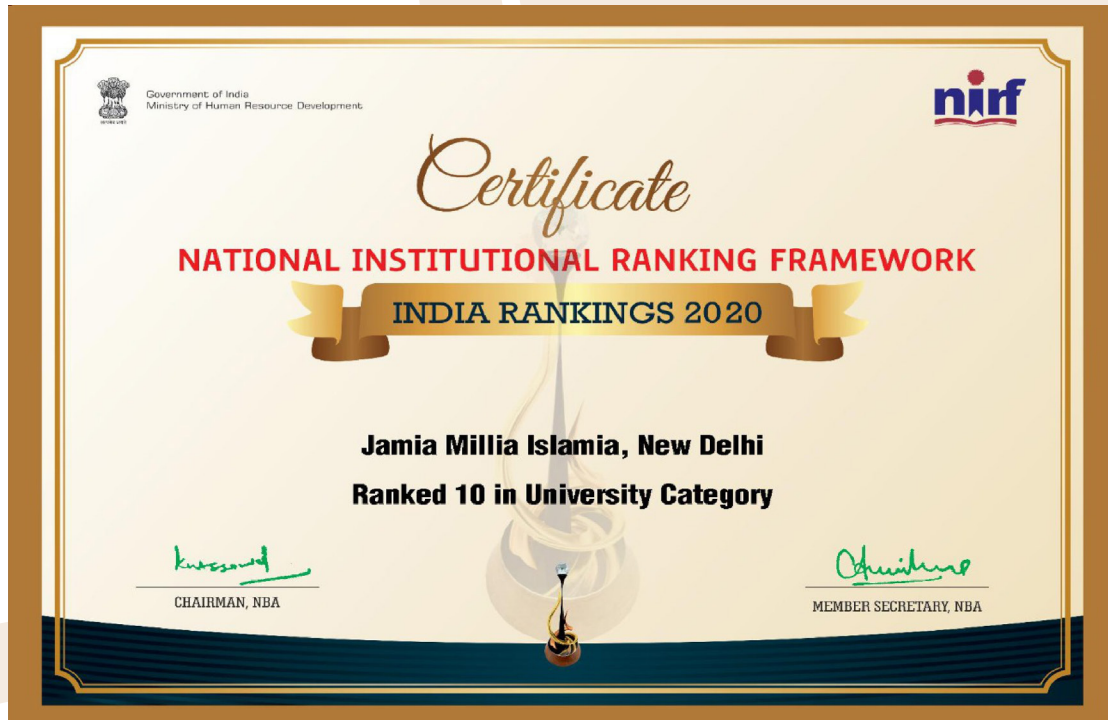 Government of India
Ministry of Human Resource Development
nirf
Certificate
NATIONAL INSTITUTIONAL RANKING FRAMEWORK
INDIA RANKINGS 2020
Jamia Millia Islamia, New Delhi
Ranked 10 in University Category
CHAIRMAN, NBA
MEMBER SECRETARY, NBA